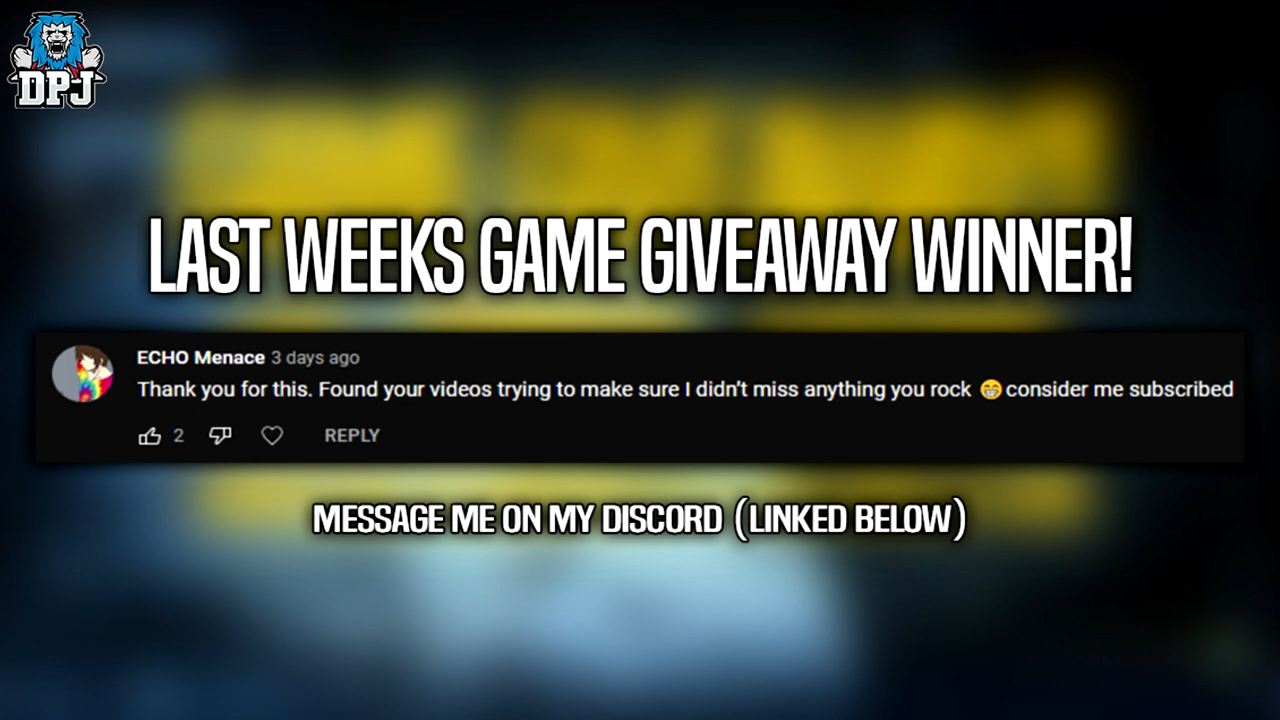 DPJ
LAST WEEKS GAME GIVEAWAY WINNER!
ECHO Menace 3 days ago
Thank you for this. Found your videos trying to make sure I didn't miss anything you rock 😁 consider me subscribed
2 REPLY
MESSAGE ME ON MY DISCORD (LINKED BELOW)